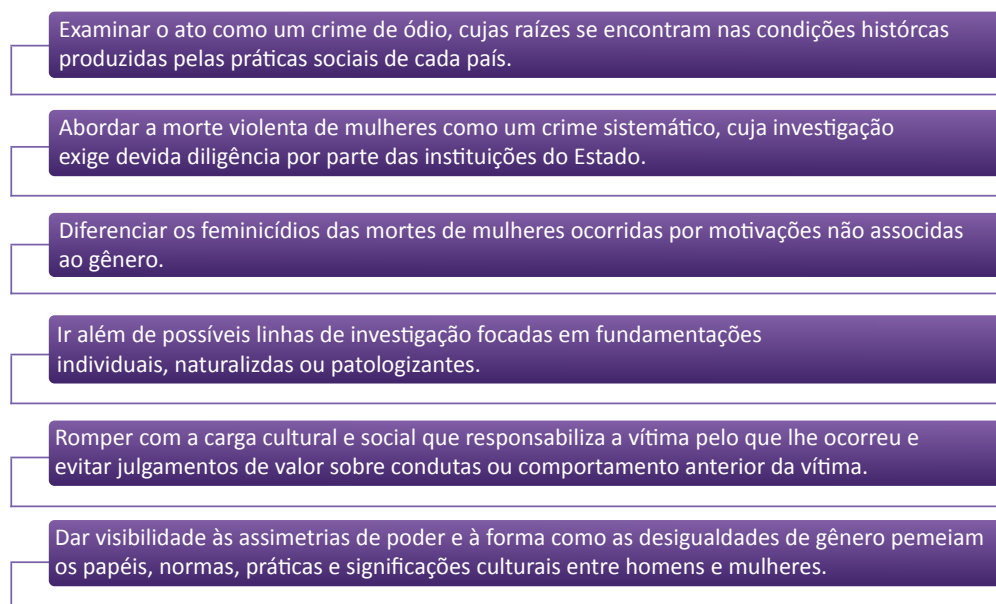 Examinar o ato como um crime de ódio, cujas raízes se encontram nas condições histórcas
produzidas pelas práticas sociais de cada país.
Abordar a morte violenta de mulheres como um crime sistemático, cuja investigação
exige devida diligência por parte das instituições do Estado.
Diferenciar os feminicídios das mortes de mulheres ocorridas por motivações não associdas
ao gênero.
Ir além de possíveis linhas de investigação focadas em fundamentações
individuais, naturalizdas ou patologizantes.
Romper com a carga cultural e social que responsabiliza a vítima pelo que lhe ocorreu e
evitar julgamentos de valor sobre condutas ou comportamento anterior da vítima.
Dar visibilidade às assimetrias de poder e à forma como as desigualdades de gênero pemeiam
os papéis, normas, práticas e significações culturais entre homens e mulheres.